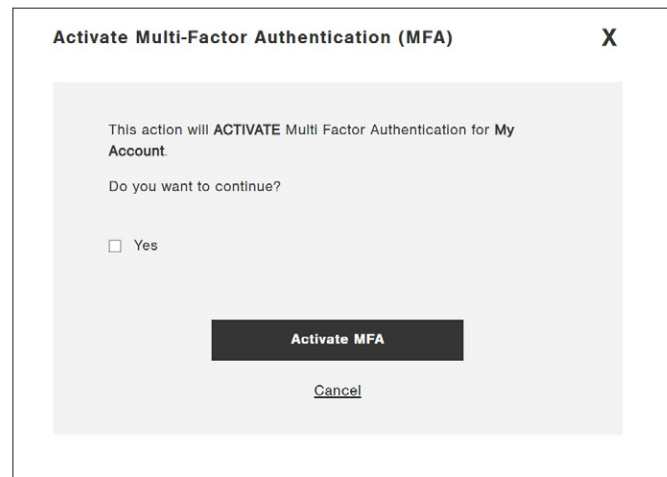 Activate Multi-Factor Authentication (MFA)
X
This action will ACTIVATE Multi Factor Authentication for My
Account.
Do you want to continue?
Yes
Activate MFA
Cancel